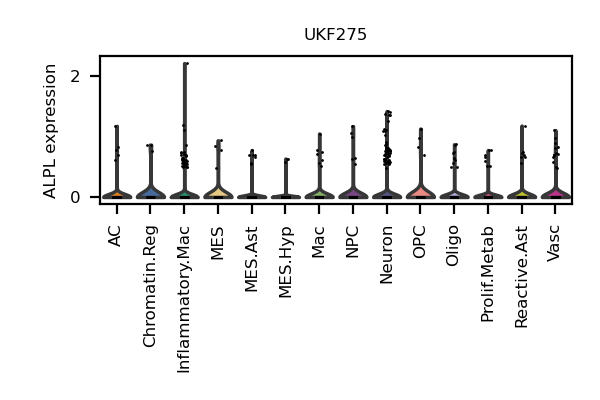 UKF275
ALPL expression
2
0
AC
Chromatin.Reg
Inflammatory.Mac
MES
MES.Ast
MES.Hyp
Mac
NPC
Neuron
OPC
Oligo
Prolif.Metab
Reactive.Ast
Vasc